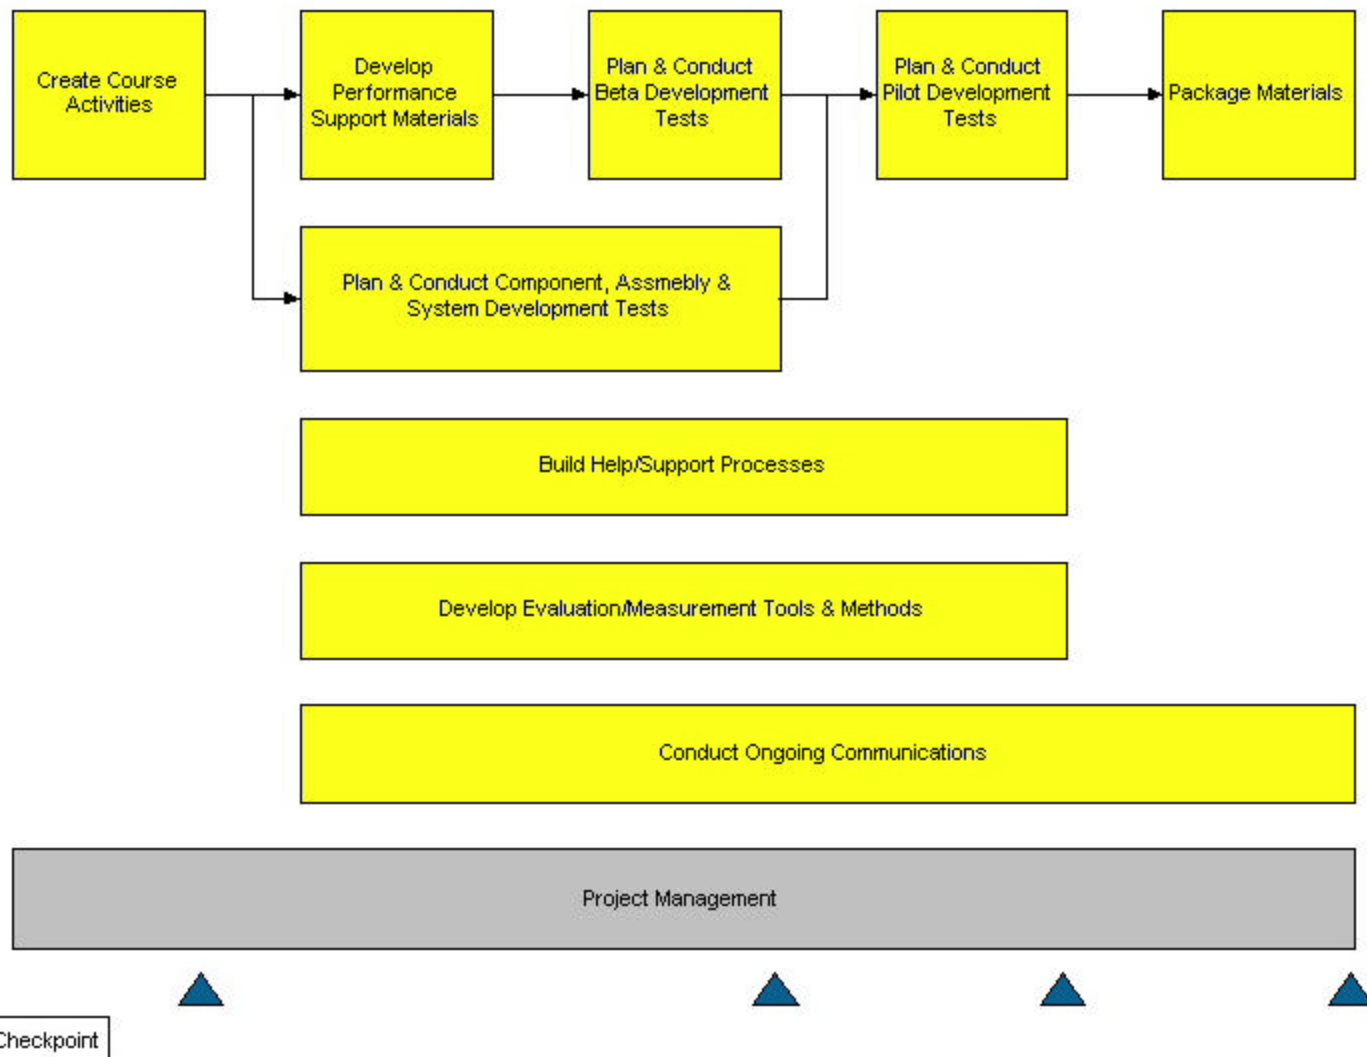 Create Course
Activities
Develop
Performance
Support Materials
Plan & Conduct
Beta Development
Tests
Plan & Conduct
Pilot Development
Tests
Package Materials
Plan & Conduct Component, Assmebly &
System Development Tests
Build Help/Support Processes
Develop Evaluation/Measurement Tools & Methods
Conduct Ongoing Communications
Project Management
Checkpoint